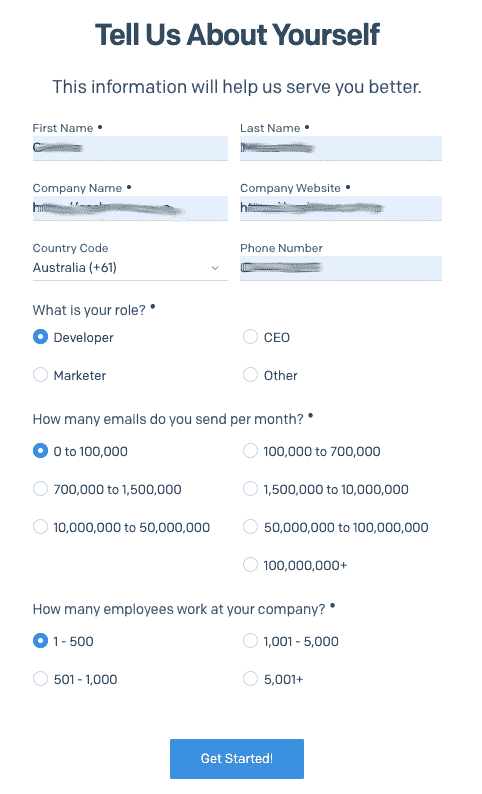 Tell Us About Yourself
This information will help us serve you better.
First Name • Last Name •
Company Name • Company Website •
Country Code Phone Number
Australia (+61)
What is your role? •
Developer CEO
Marketer Other
How many emails do you send per month? •
0 to 100,000 100,000 to 700,000
700,000 to 1,500,000 1,500,000 to 10,000,000
10,000,000 to 50,000,000 50,000,000 to 100,000,000
100,000,000+
How many employees work at your company? •
1 - 500 1,001 - 5,000
501 - 1,000 5,001+
Get Started!